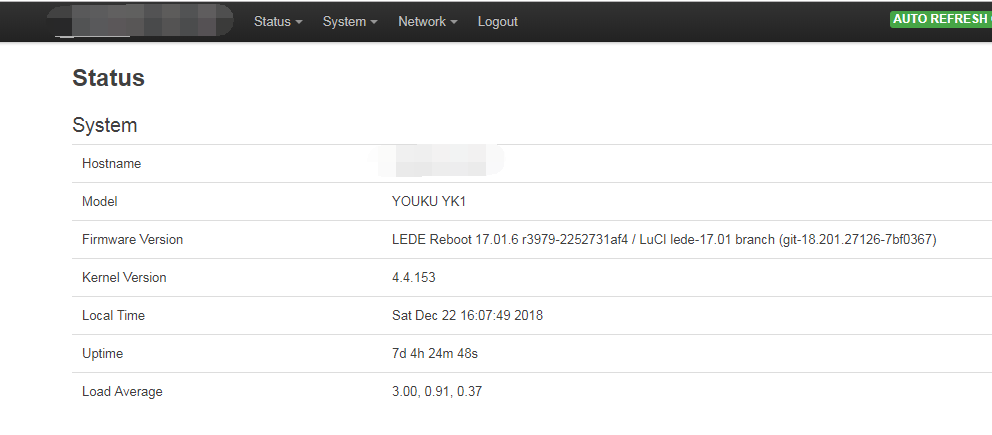 Status System Network Logout AUTO REFRESH
Status
System
Hostname
Model YOUKU YK1
Firmware Version LEDE Reboot 17.01.6 r3979-2252731af4 / LuCI lede-17.01 branch (git-18.201.27126-7bf0367)
Kernel Version 4.4.153
Local Time Sat Dec 22 16:07:49 2018
Uptime 7d 4h 24m 48s
Load Average 3.00, 0.91, 0.37